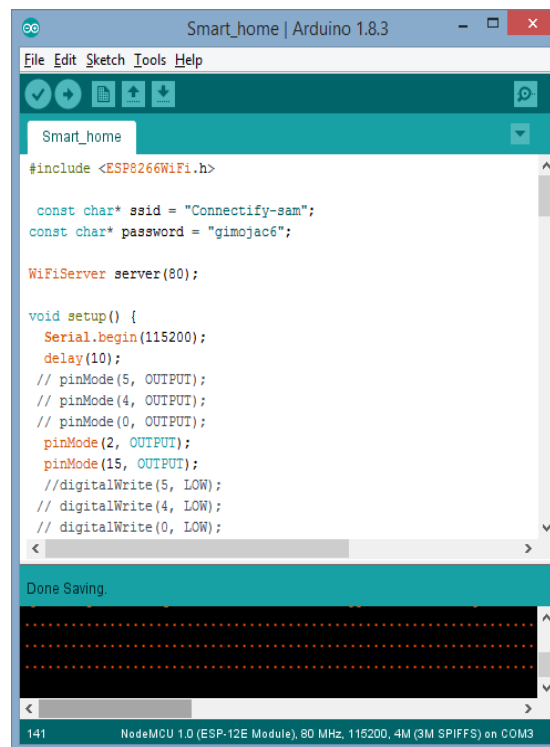 Smart_home | Arduino 1.8.3
File Edit Sketch Tools Help
Smart_home
#include <ESP8266WiFi.h>
const char* ssid = "Connectify-sam";
const char* password = "gimojac6";
WiFiServer server(80);
void setup() {
Serial.begin(115200);
delay(10);
// pinMode(5, OUTPUT);
// pinMode(4, OUTPUT);
// pinMode(0, OUTPUT);
pinMode(2, OUTPUT);
pinMode(15, OUTPUT);
//digitalWrite(5, LOW);
// digitalWrite(4, LOW);
// digitalWrite(0, LOW);
Done Saving.
141 NodeMCU 1.0 (ESP-12E Module), 80 MHz, 115200, 4M (3M SPIFFS) on COM3